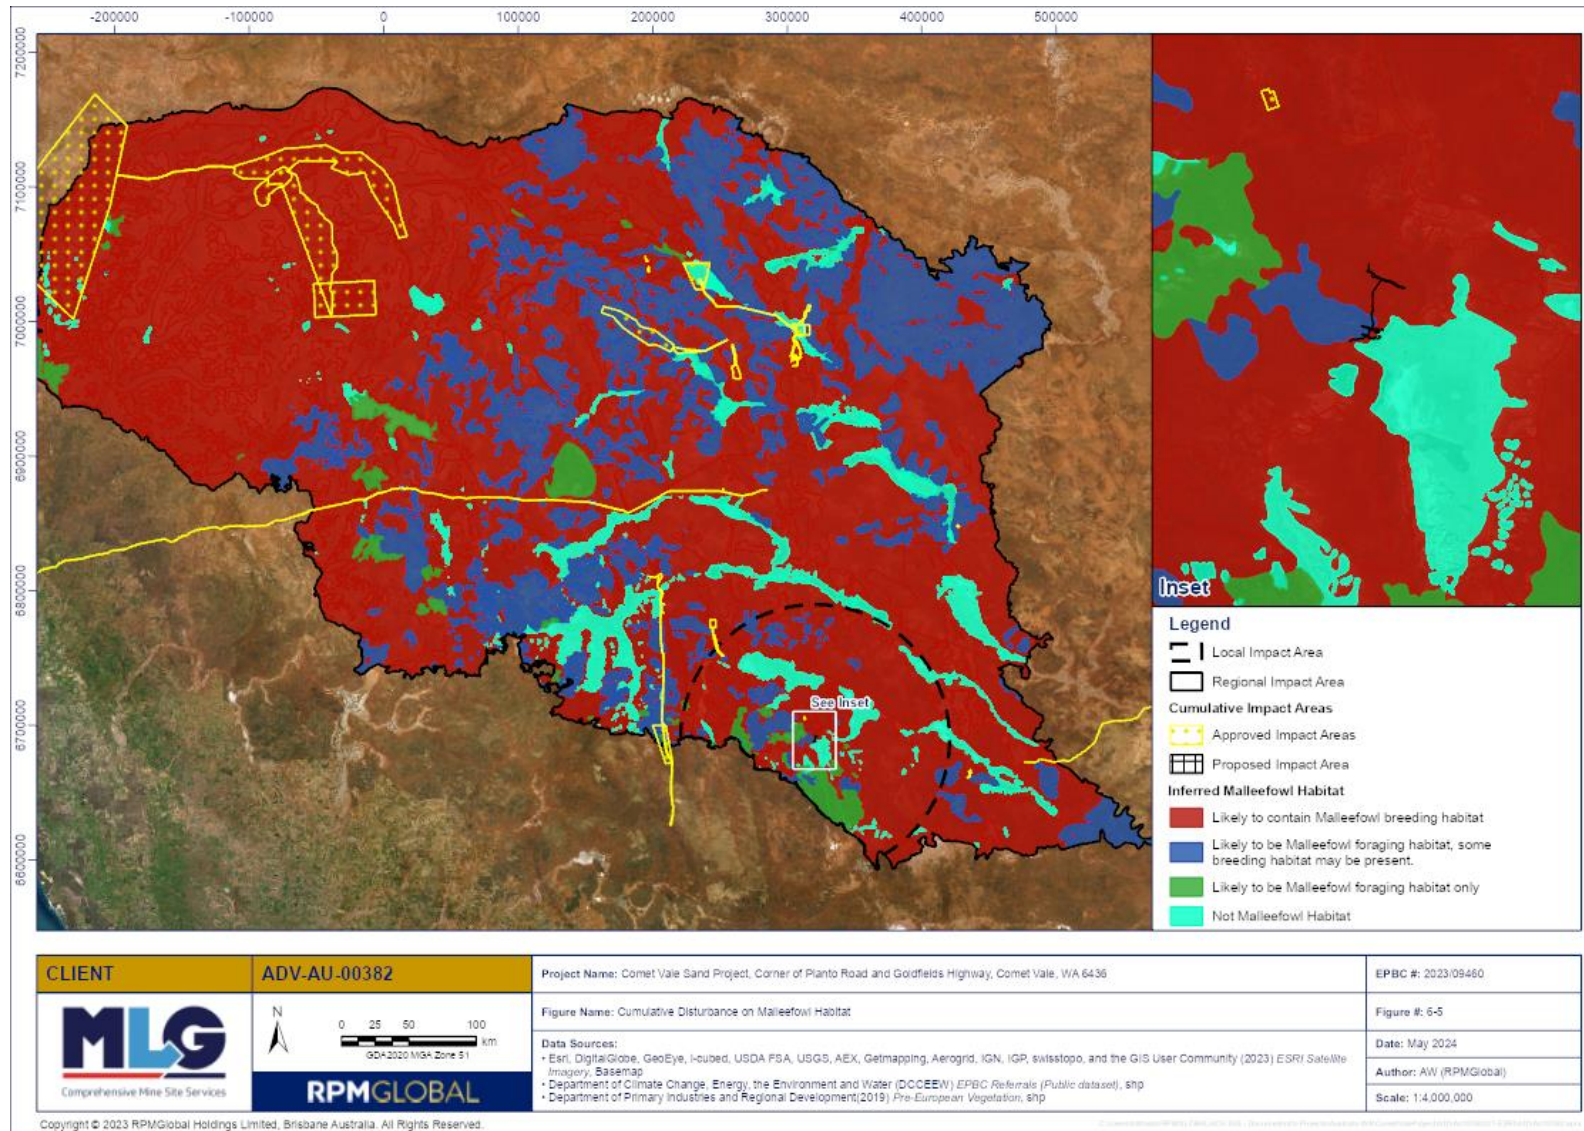 -200000 -100000 0 100000 200000 300000 400000 500000
7200000
7100000
7000000
6900000
6800000
6700000
6600000
See Inset
Inset
Legend
Local Impact Area
Regional Impact Area
Cumulative Impact Areas
Approved Impact Areas
Proposed Impact Area
Inferred Malleefowl Habitat
Likely to contain Malleefowl breeding habitat
Likely to be Malleefowl foraging habitat, some
breeding habitat may be present.
Likely to be Malleefowl foraging habitat only
Not Malleefowl Habitat
CLIENT
MLG
Comprehensive Mine Site Services
ADV-AU-00382
N
0 25 50 100
km
GDA2020 MGA Zone 51
RPMGLOBAL
Project Name: Comet Vale Sand Project, Corner of Planto Road and Goldfields Highway, Comet Vale, WA 6436
Figure Name: Cumulative Disturbance on Malleefowl Habitat
Data Sources:
• Esri, DigitalGlobe, GeoEye, i-cubed, USDA FSA, USGS, AEX, Getmapping, Aerogrid, IGN, IGP, swisstopo, and the GIS User Community (2023) ESRI Satellite
Imagery, Basemap
• Department of Climate Change, Energy, the Environment and Water (DCCEEW) EPBC Referrals (Public dataset), shp
• Department of Primary Industries and Regional Development(2019) Pre-European Vegetation, shp
EPBC #: 2023/09460
Figure #: 6-5
Date: May 2024
Author: AW (RPMGlobal)
Scale: 1:4,000,000
Copyright © 2023 RPMGlobal Holdings Limited, Brisbane Australia. All Rights Reserved.